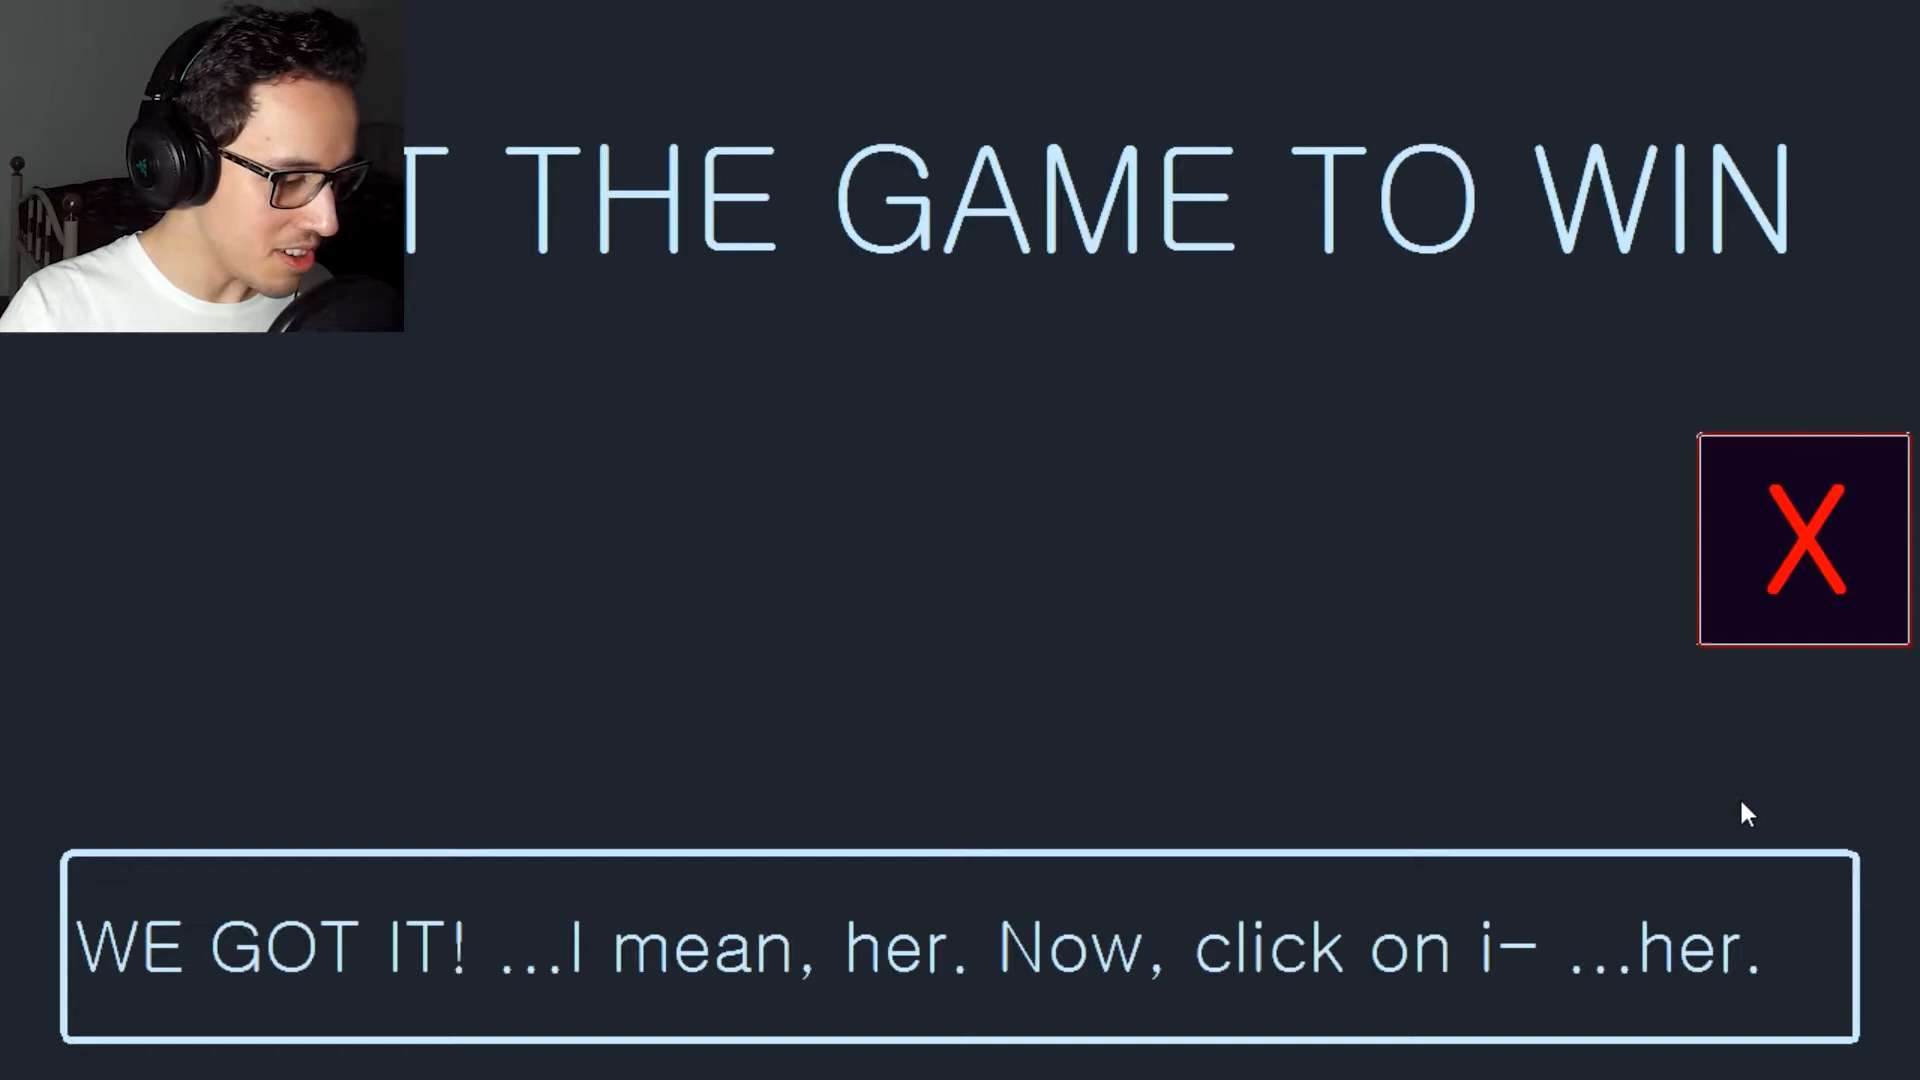 T THE GAME TO WIN
X
WE GOT IT! ...I mean, her. Now, click on i- ...her.